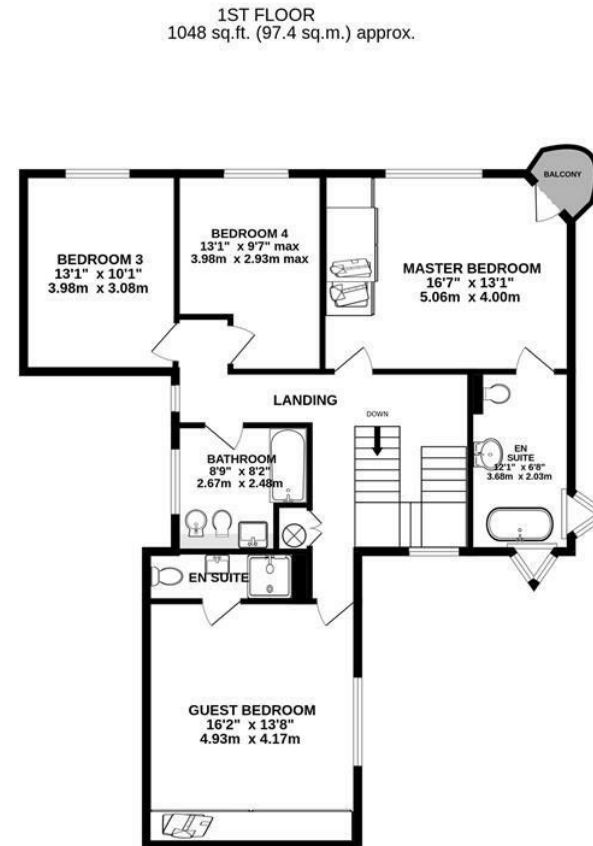 1ST FLOOR
1048 sq.ft. (97.4 sq.m.) approx.
BALCONY
BEDROOM 3
13'1" x 10'1"
3.98m x 3.08m
BEDROOM 4
13'1" x 9'7" max
3.98m x 2.93m max
MASTER BEDROOM
16'7" x 13'1"
5.06m x 4.00m
LANDING
DOWN
BATHROOM
8'9" x 8'2"
2.67m x 2.48m
EN
SUITE
12'1" x 6'8"
3.68m x 2.03m
EN SUITE
GUEST BEDROOM
16'2" x 13'8"
4.93m x 4.17m